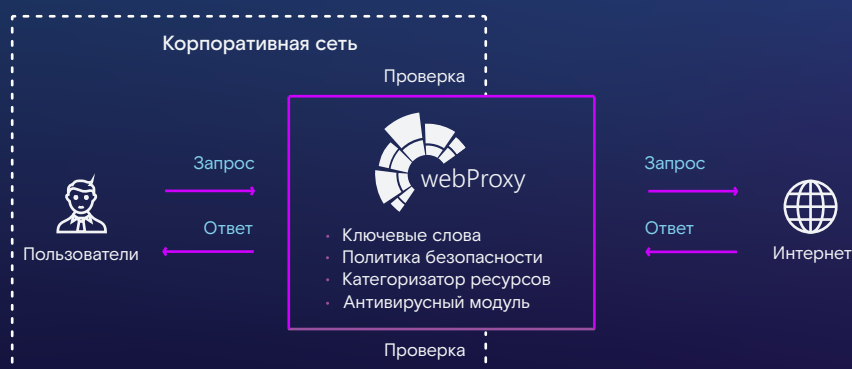 Корпоративная сеть
Проверка
Запрос
Ответ
Пользователи
webProxy
Ключевые слова
Политика безопасности
Категоризатор ресурсов
Антивирусный модуль
Запрос
Ответ
Интернет
Проверка